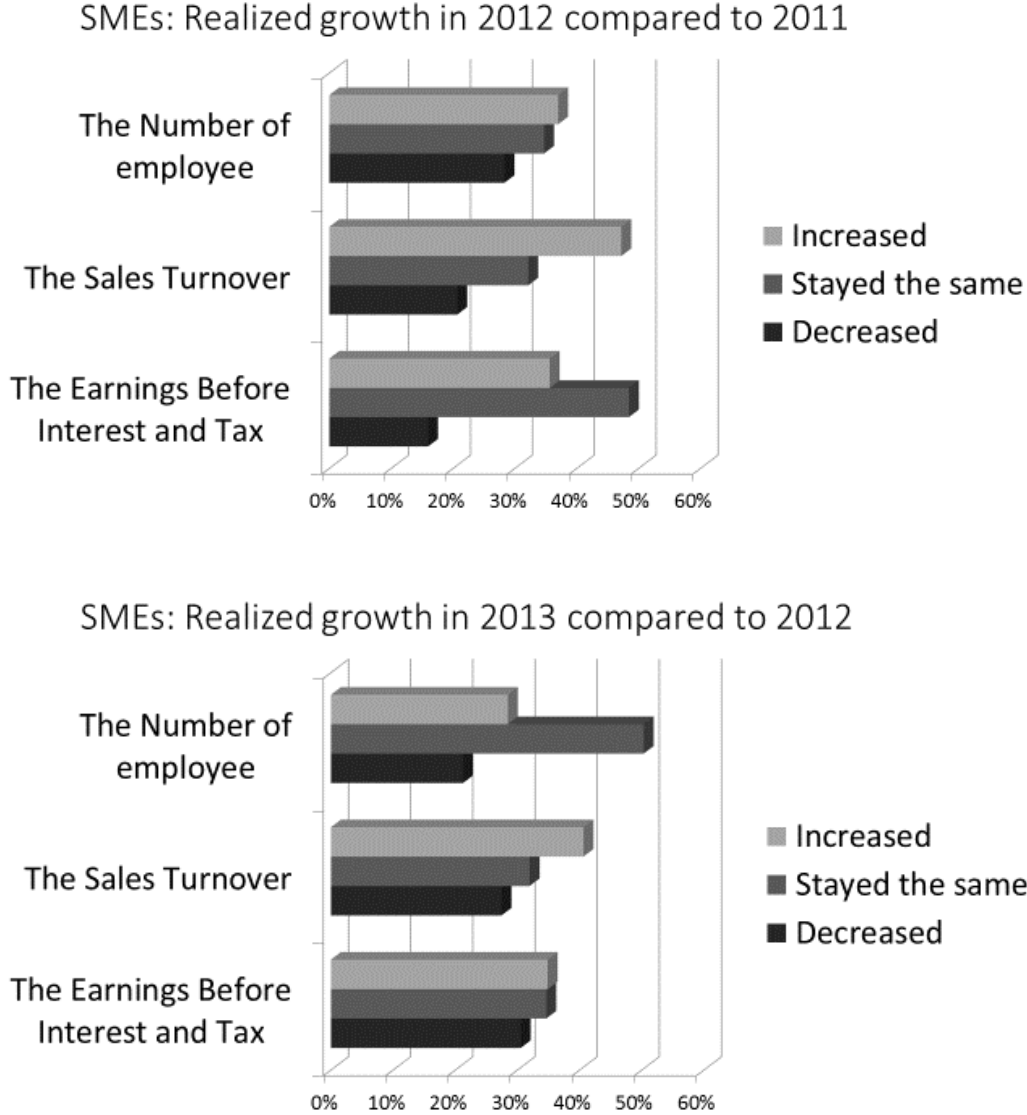 SMEs: Realized growth in 2012 compared to 2011
The Number of
employee
The Sales Turnover
The Earnings Before
Interest and Tax
Increased
Stayed the same
Decreased
0% 10% 20% 30% 40% 50% 60%
SMEs: Realized growth in 2013 compared to 2012
The Number of
employee
The Sales Turnover
The Earnings Before
Interest and Tax
Increased
Stayed the same
Decreased
0% 10% 20% 30% 40% 50% 60%